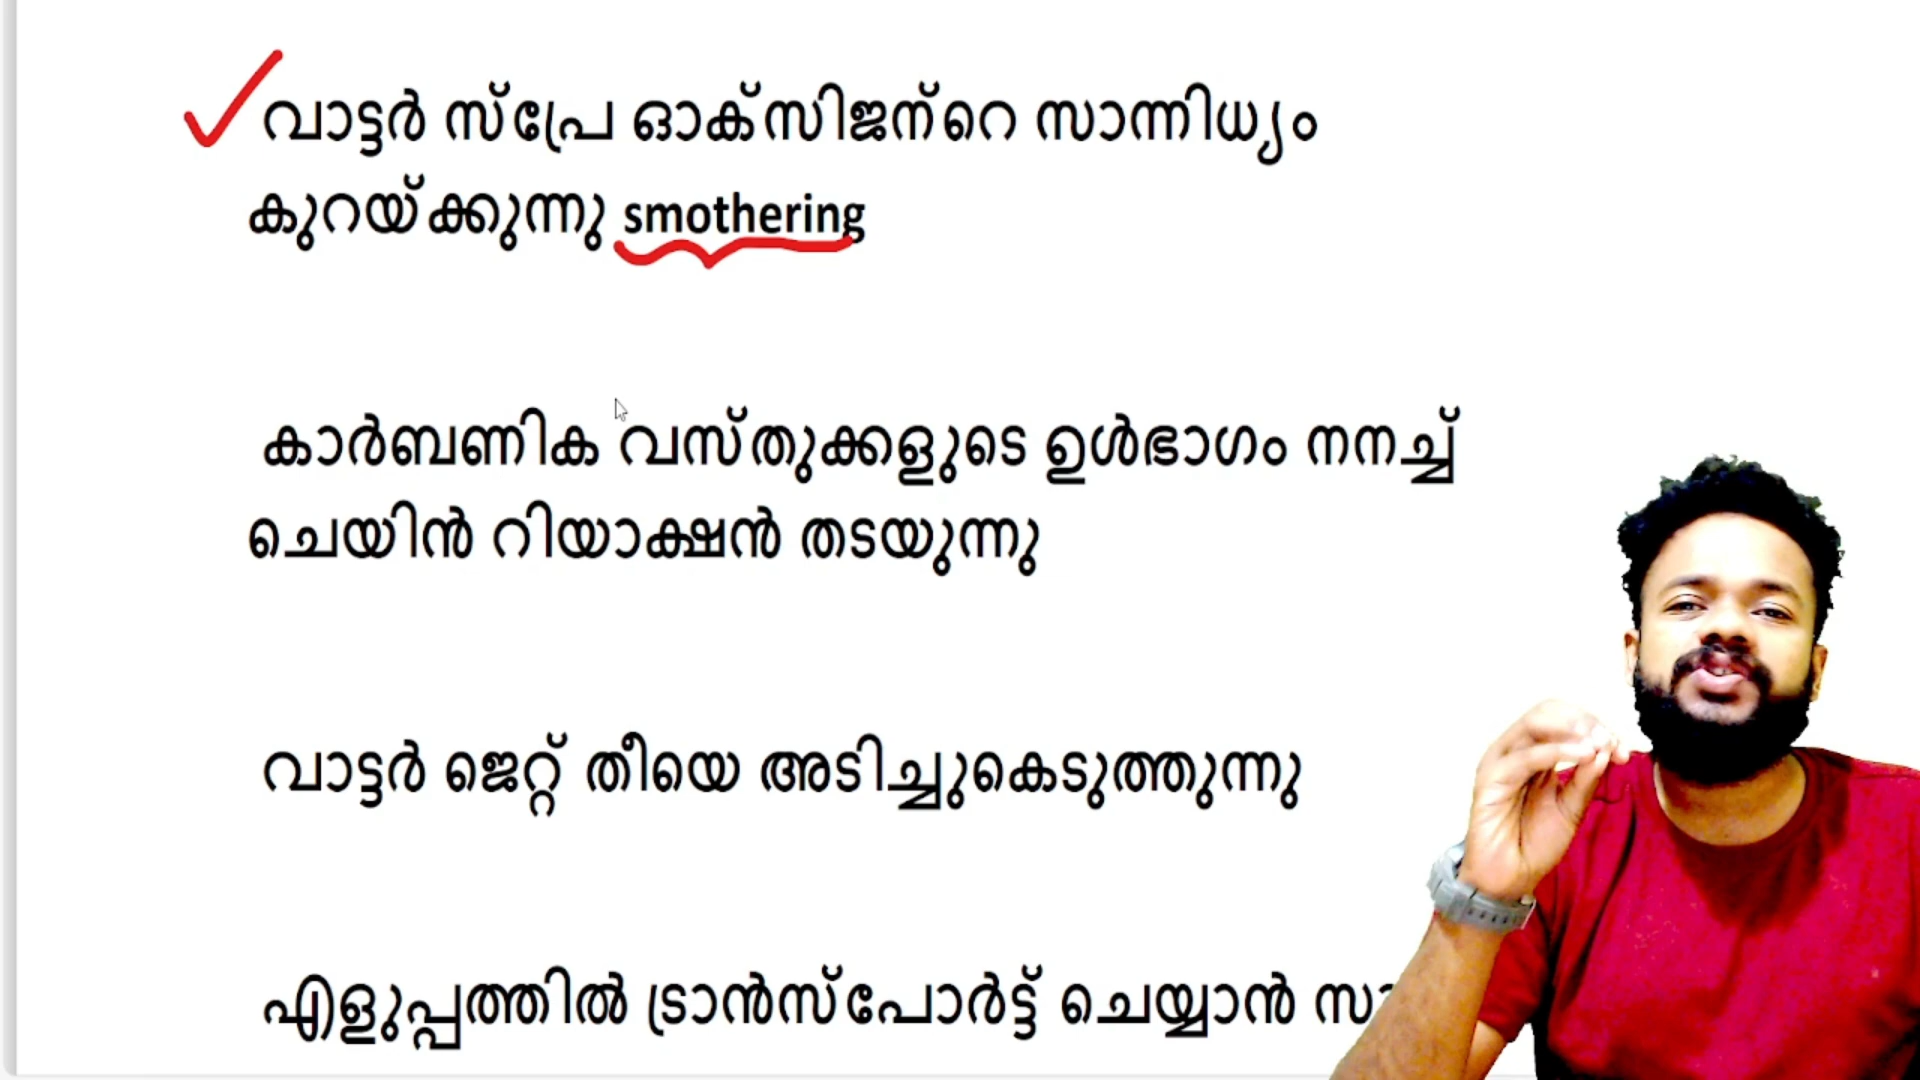 വാട്ടർ സ്പ്രേ ഓക്സിജന്റെ സാന്നിധ്യം
കുറയ്ക്കുന്നു smothering
കാർബണിക വസ്തുക്കളുടെ ഉൾഭാഗം നനച്ച്
ചെയിൻ റിയാക്ഷൻ തടയുന്നു
വാട്ടർ ജെറ്റ് തീയെ അടിച്ചുകെടുത്തുന്നു
എളുപ്പത്തിൽ ട്രാൻസ്പോർട്ട് ചെയ്യാൻ